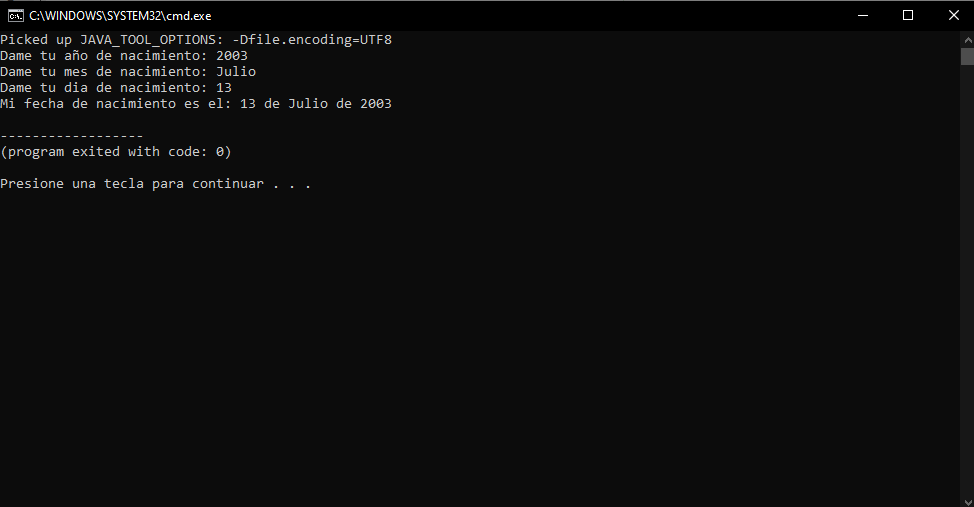 C:\WINDOWS\SYSTEM32\cmd.exe
Picked up JAVA_TOOL_OPTIONS: -Dfile.encoding=UTF8
Dame tu año de nacimiento: 2003
Dame tu mes de nacimiento: Julio
Dame tu dia de nacimiento: 13
Mi fecha de nacimiento es el: 13 de Julio de 2003
------------------
(program exited with code: 0)
Presione una tecla para continuar . . .